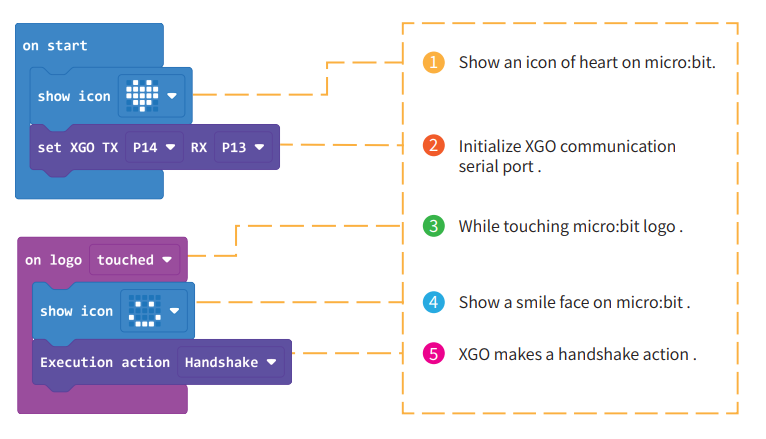 on start
show icon
set XGO TX P14 RX P13
on logo touched
show icon
Execution action Handshake
1 Show an icon of heart on micro:bit.
2 Initialize XGO communication
serial port .
3 While touching micro:bit logo .
4 Show a smile face on micro:bit .
5 XGO makes a handshake action .